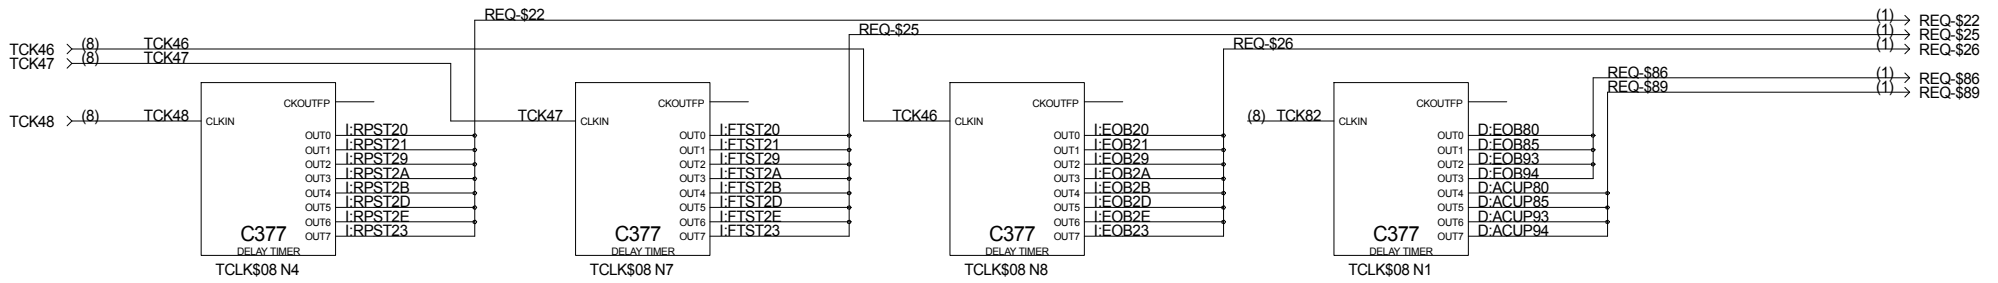 REQ-$22 (1) REQ-$22
REQ-$25 (1) REQ-$25
TCK46 (8) TCK46 REQ-$26 (1) REQ-$26
TCK47 (8) TCK47
REQ-$86 (1) REQ-$86
REQ-$89 (1) REQ-$89
CKOUTFP CKOUTFP CKOUTFP CKOUTFP
TCK48 (8) TCK48 CLKIN TCK47 CLKIN TCK46 CLKIN (8) TCK82 CLKIN
OUT0 I:RPST20 OUT0 I:FTST20 OUT0 I:EOB20 OUT0 D:EOB80
OUT1 I:RPST21 OUT1 I:FTST21 OUT1 I:EOB21 OUT1 D:EOB85
OUT2 I:RPST29 OUT2 I:FTST29 OUT2 I:EOB29 OUT2 D:EOB93
OUT3 I:RPST2A OUT3 I:FTST2A OUT3 I:EOB2A OUT3 D:EOB94
OUT4 I:RPST2B OUT4 I:FTST2B OUT4 I:EOB2B OUT4 D:ACUP80
OUT5 I:RPST2D OUT5 I:FTST2D OUT5 I:EOB2D OUT5 D:ACUP85
OUT6 I:RPST2E OUT6 I:FTST2E OUT6 I:EOB2E OUT6 D:ACUP93
C377 OUT7 I:RPST23 C377 OUT7 I:FTST23 C377 OUT7 I:EOB23 C377 OUT7 D:ACUP94
DELAY TIMER DELAY TIMER DELAY TIMER DELAY TIMER
TCLK$08 N4 TCLK$08 N7 TCLK$08 N8 TCLK$08 N1